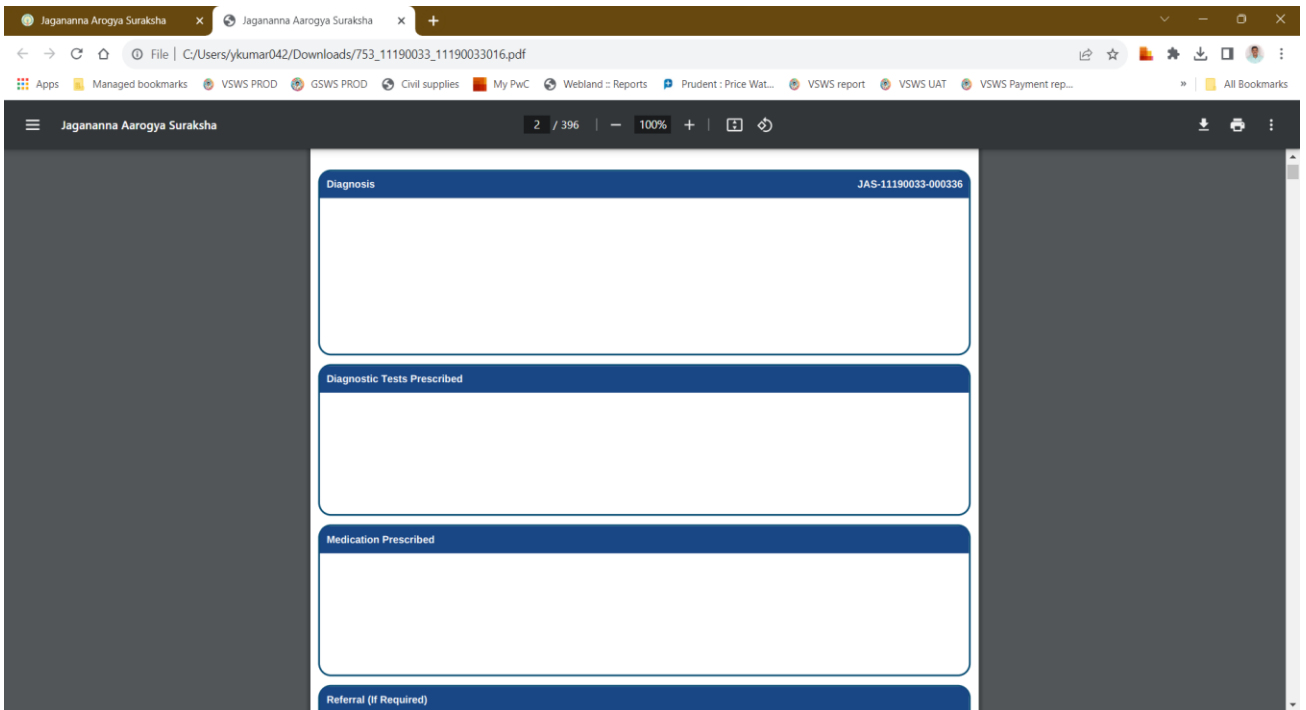 Jagananna Arogya Suraksha Jagananna Aarogya Suraksha
File | C:/Users/ykumar042/Downloads/753_11190033_11190033016.pdf
Apps Managed bookmarks VSWS PROD GSWS PROD Civil supplies My PwC Webland :: Reports Prudent : Price Wat... VSWS report VSWS UAT VSWS Payment rep... » All Bookmarks
Jagananna Aarogya Suraksha 2 / 396 | − 100% + |
Diagnosis JAS-11190033-000336
Diagnostic Tests Prescribed
Medication Prescribed
Referral (If Required)